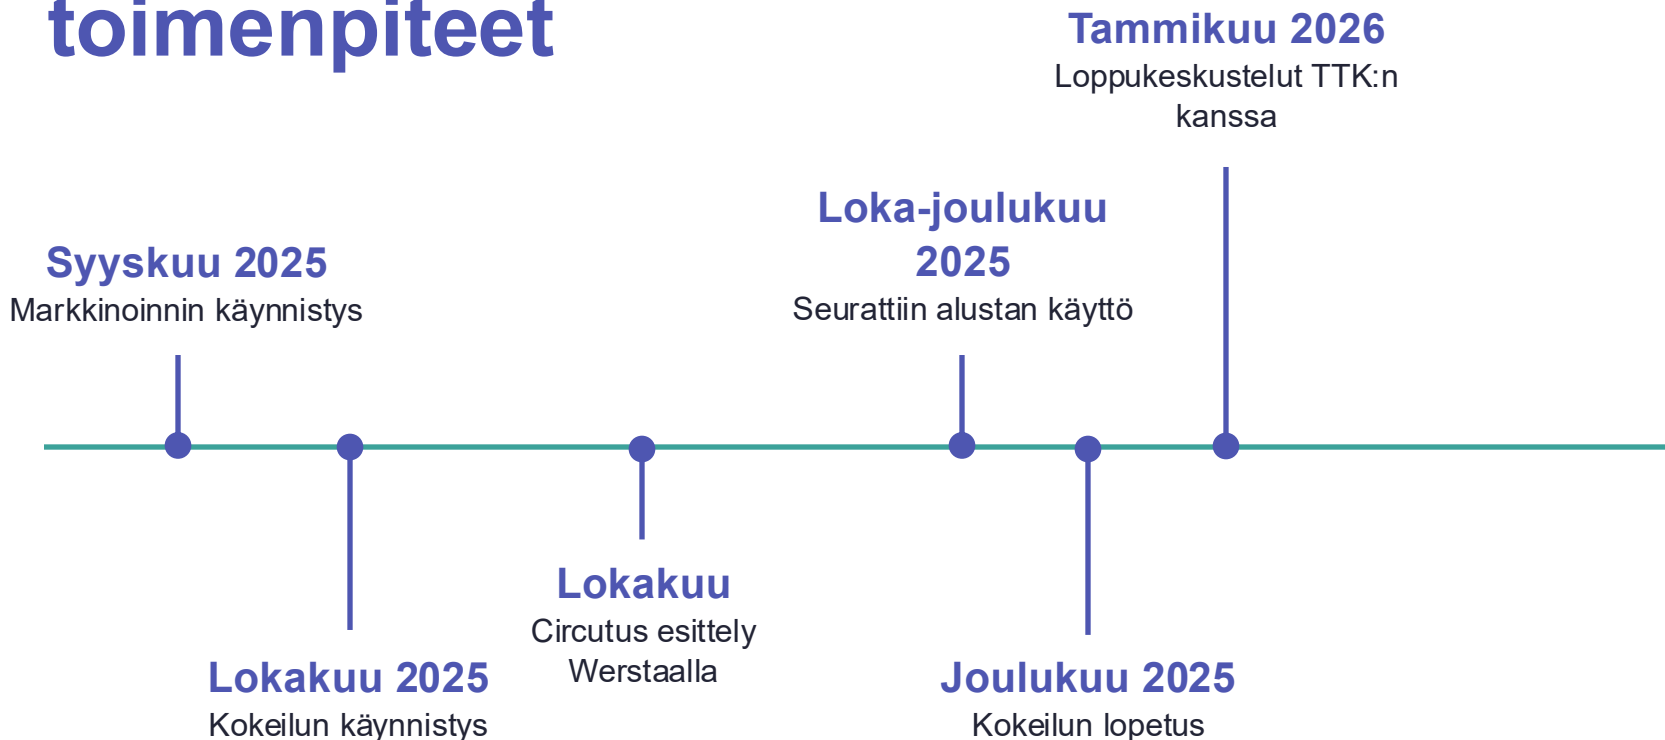 toimenpiteet
Syyskuu 2025
Markkinoinnin käynnistys
Lokakuu 2025
Kokeilun käynnistys
Lokakuu
Circutus esittely
Werstaalla
Loka-joulukuu
2025
Seurattiin alustan käyttö
Joulukuu 2025
Kokeilun lopetus
Tammikuu 2026
Loppukeskustelut TTK:n
kanssa